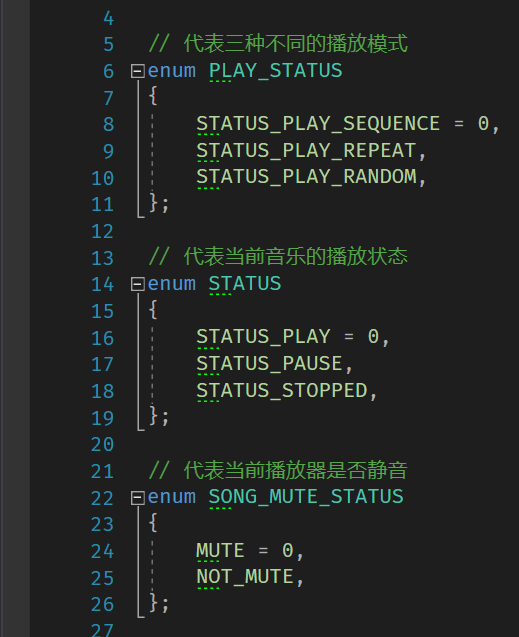 4
5 // 代表三种不同的播放模式
6 enum PLAY_STATUS
7 {
8 STATUS_PLAY_SEQUENCE = 0,
9 STATUS_PLAY_REPEAT,
10 STATUS_PLAY_RANDOM,
11 };
12
13 // 代表当前音乐的播放状态
14 enum STATUS
15 {
16 STATUS_PLAY = 0,
17 STATUS_PAUSE,
18 STATUS_STOPPED,
19 };
20
21 // 代表当前播放器是否静音
22 enum SONG_MUTE_STATUS
23 {
24 MUTE = 0,
25 NOT_MUTE,
26 };
27